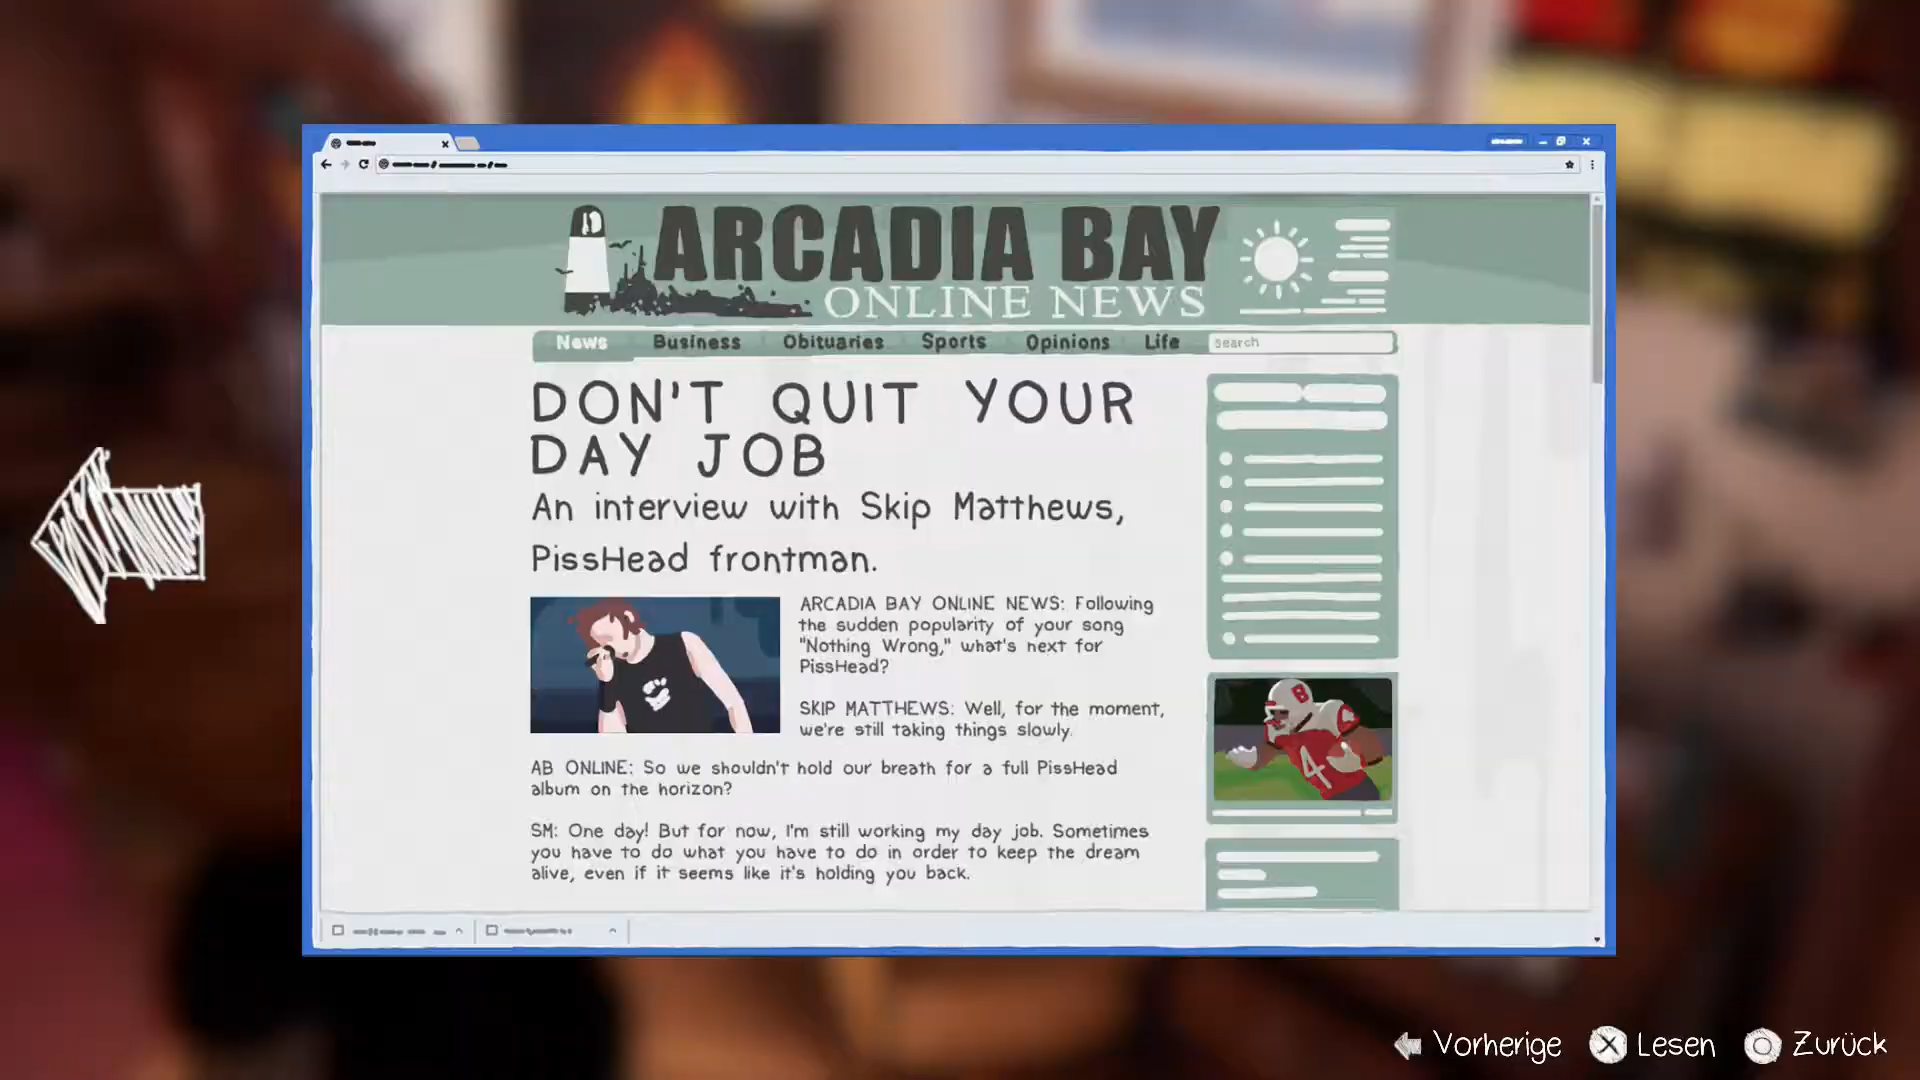 ARCADIA BAY
ONLINE NEWS
News Business Obituaries Sports Opinions Life Search
DON'T QUIT YOUR
DAY JOB
An interview with Skip Matthews,
PissHead frontman.
ARCADIA BAY ONLINE NEWS: Following
the sudden popularity of your song
"Nothing Wrong," what's next for
PissHead?
SKIP MATTHEWS: Well, for the moment,
we're still taking things slowly.
AB ONLINE: So we shouldn't hold our breath for a full PissHead
album on the horizon?
SM: One day! But for now, I'm still working my day job. Sometimes
you have to do what you have to do in order to keep the dream
alive, even if it seems like it's holding you back.
B
4
Vorherige Lesen Zurück